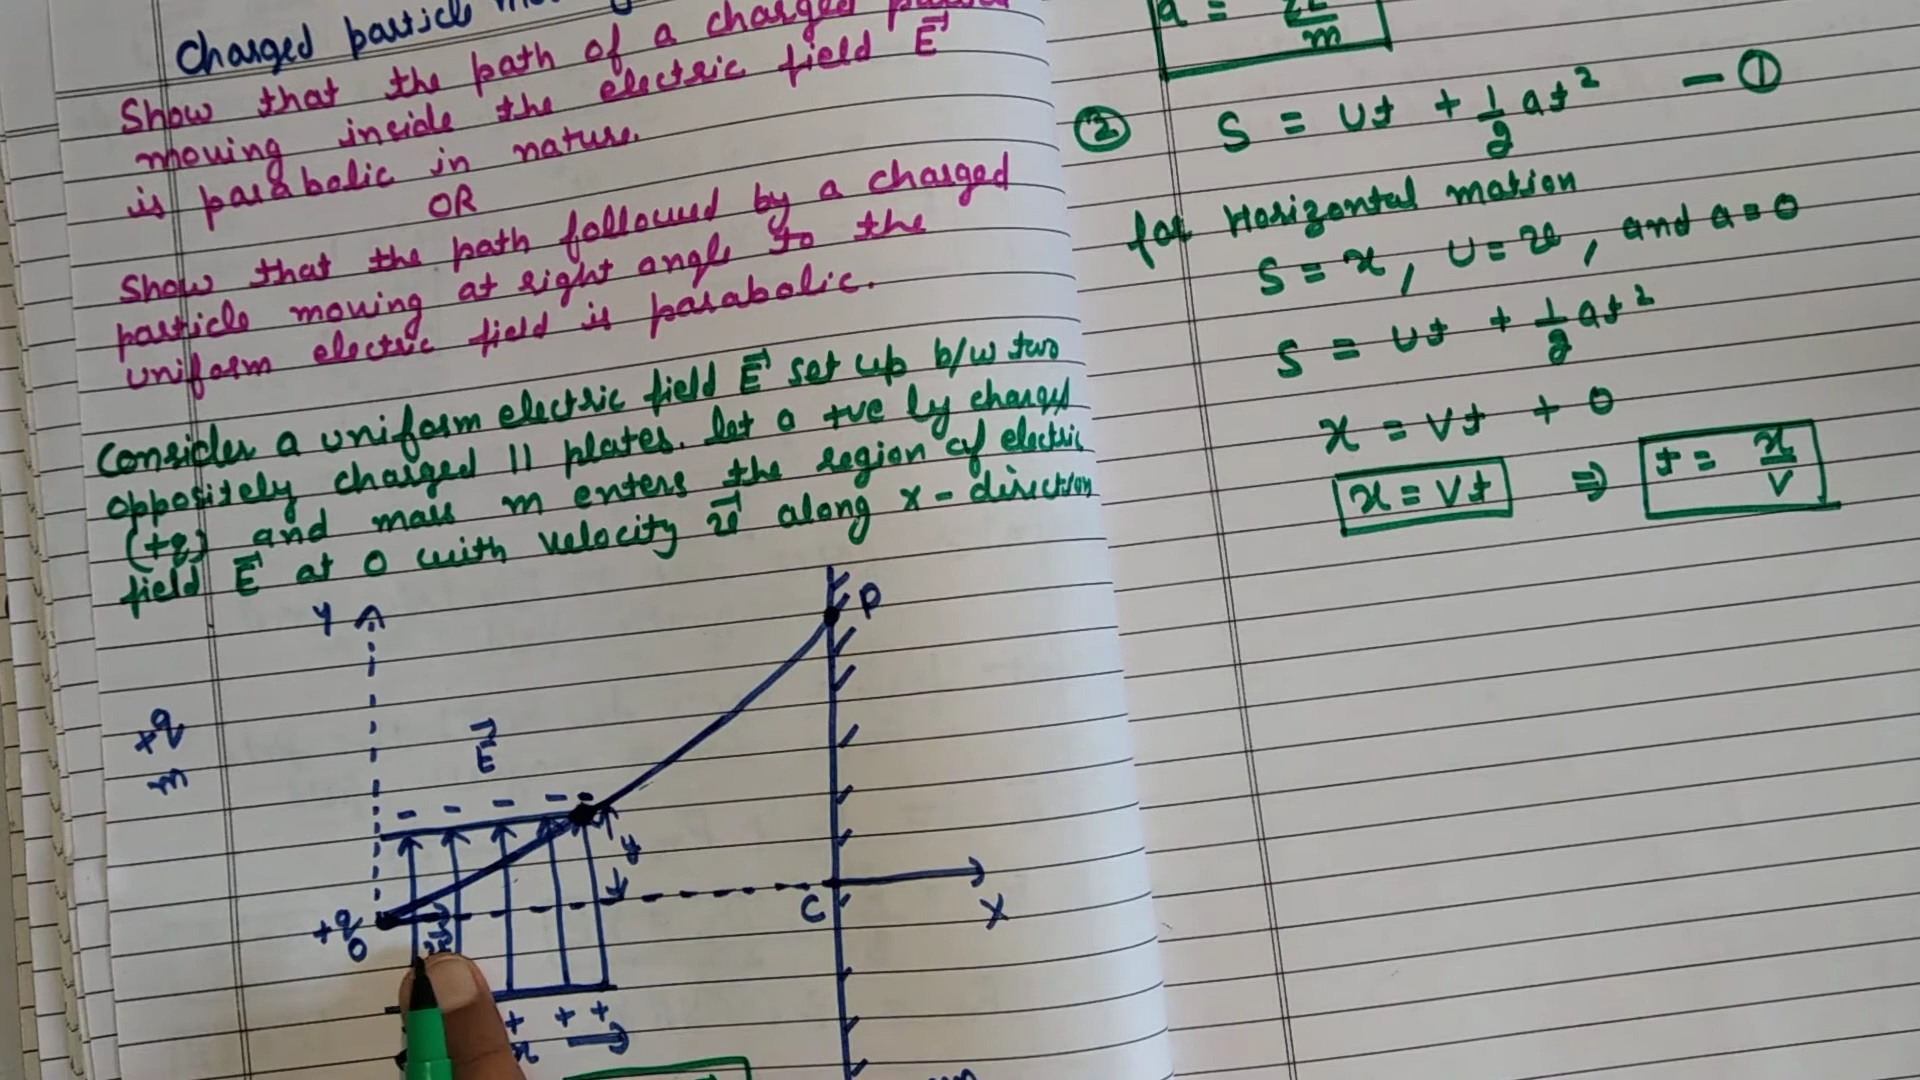 Charged particle
Show that the path of a charged
moving inside the electric field E⃗
is parabolic in nature.
OR
Show that the path followed by a charged
particle moving at right angle to the
uniform electric field is parabolic.
Consider a uniform electric field E⃗ set up b/w two
oppositely charged || plates. let a +ve ly charged
(+q) and mass m enters the region of electric
field E⃗ at O with velocity v⃗ along x - direction
Y
P
+q
m
E⃗
- - - -
y
+q
O
v⃗
C
X
+ + +
x
a =
m
② S = ut + 1/2 at² - ①
for Horizontal motion
S = x, u = v, and a = 0
S = ut + 1/2 at²
x = vt + 0
x = vt ⇒ t = x/v